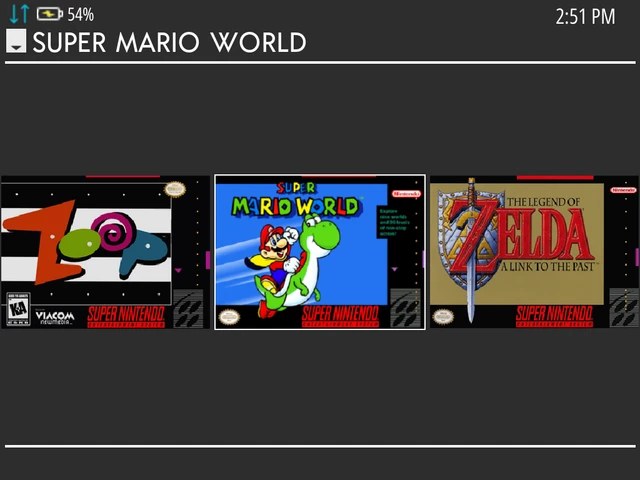 54%
2:51 PM
SUPER MARIO WORLD
ZOOP
K-A
VIACOM
newmedia
SUPER NINTENDO
ENTERTAINMENT SYSTEM
SUPER
MARIO WORLD
Nintendo
SUPER NINTENDO
ENTERTAINMENT SYSTEM
THE LEGEND OF
ZELDA
A LINK TO THE PAST
Nintendo
SUPER NINTENDO
ENTERTAINMENT SYSTEM